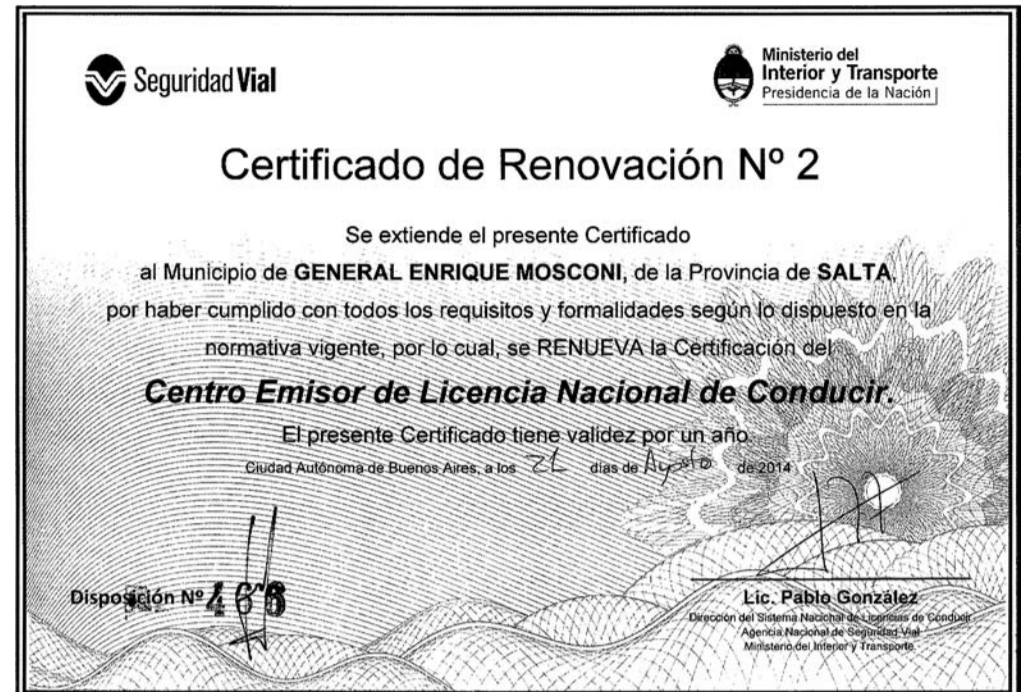 Seguridad Vial
Ministerio del
Interior y Transporte
Presidencia de la Nación
Certificado de Renovación Nº 2
Se extiende el presente Certificado
al Municipio de GENERAL ENRIQUE MOSCONI, de la Provincia de SALTA,
por haber cumplido con todos los requisitos y formalidades según lo dispuesto en la
normativa vigente, por lo cual, se RENUEVA la Certificación del
Centro Emisor de Licencia Nacional de Conducir.
El presente Certificado tiene validez por un año.
Ciudad Autónoma de Buenos Aires, a los días de Agosto de 2014
Disposición Nº
Lic. Pablo González
Dirección del Sistema Nacional de Licencias de Conducir
Agencia Nacional de Seguridad Vial
Ministerio del Interior y Transporte.